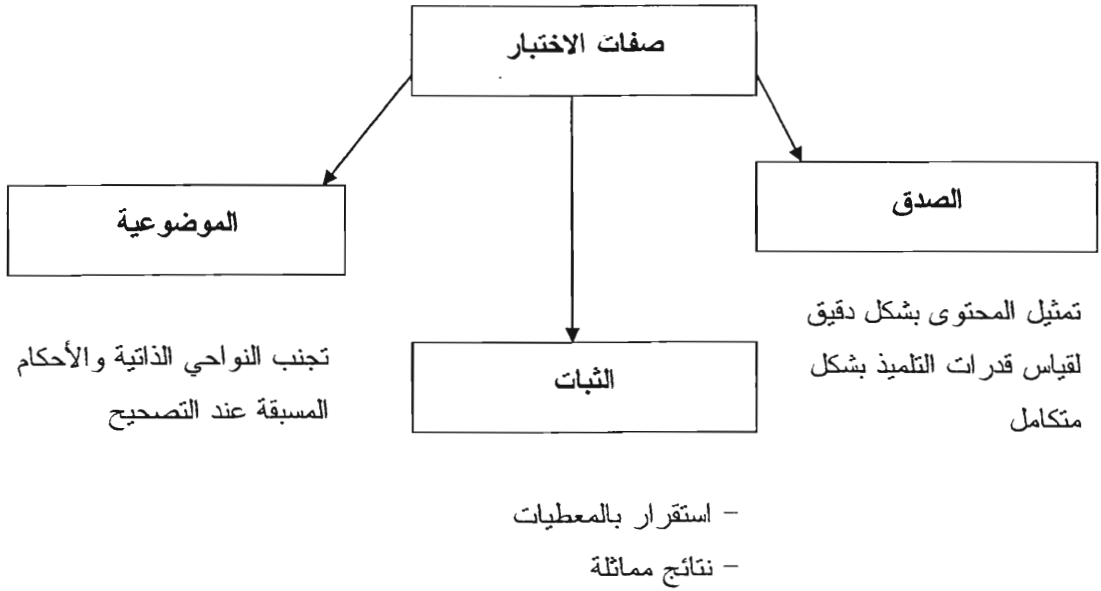 صفات الاختبار
الصدق
تمثيل المحتوى بشكل دقيق
لقياس قدرات التلميذ بشكل
متكامل
الموضوعية
تجنب النواحي الذاتية والأحكام
المسبقة عند التصحيح
الثبات
– استقرار بالمعطيات
– نتائج مماثلة